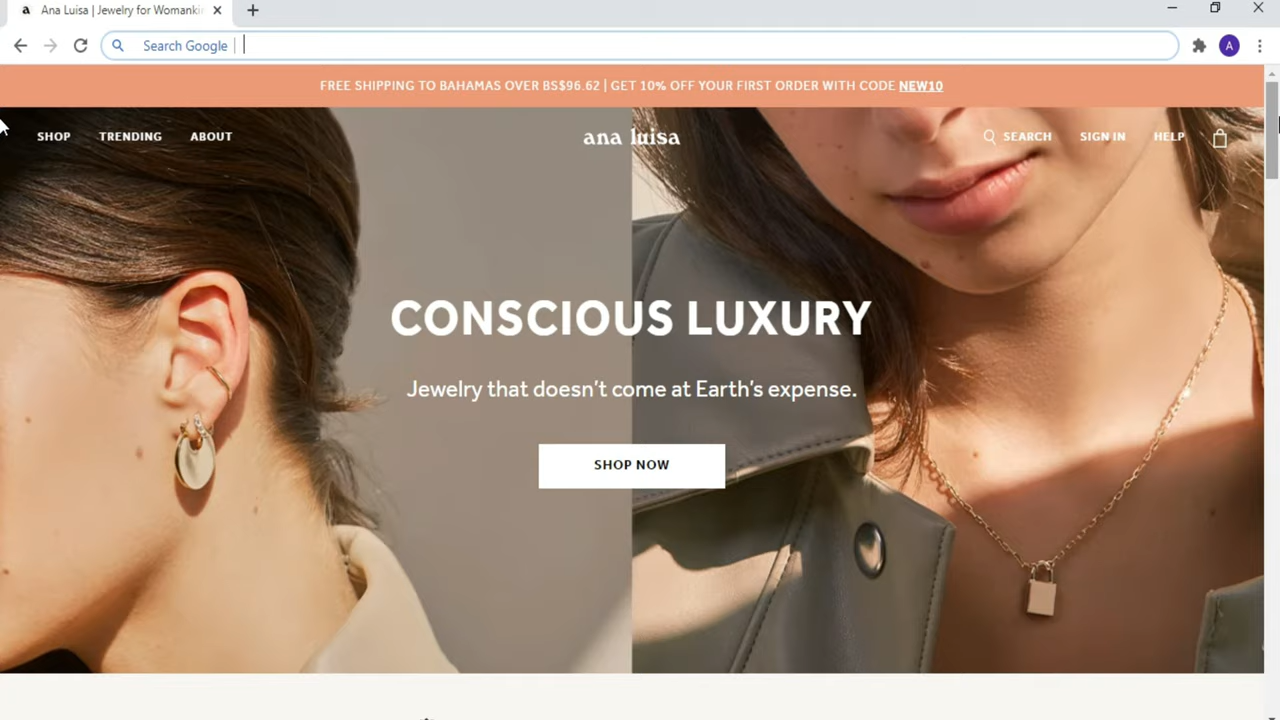 a Ana Luisa | Jewelry for Womanki
Search Google
A
FREE SHIPPING TO BAHAMAS OVER BS$96.62 | GET 10% OFF YOUR FIRST ORDER WITH CODE NEW10
SHOP TRENDING ABOUT ana luisa SEARCH SIGN IN HELP
CONSCIOUS LUXURY
Jewelry that doesn't come at Earth's expense.
SHOP NOW